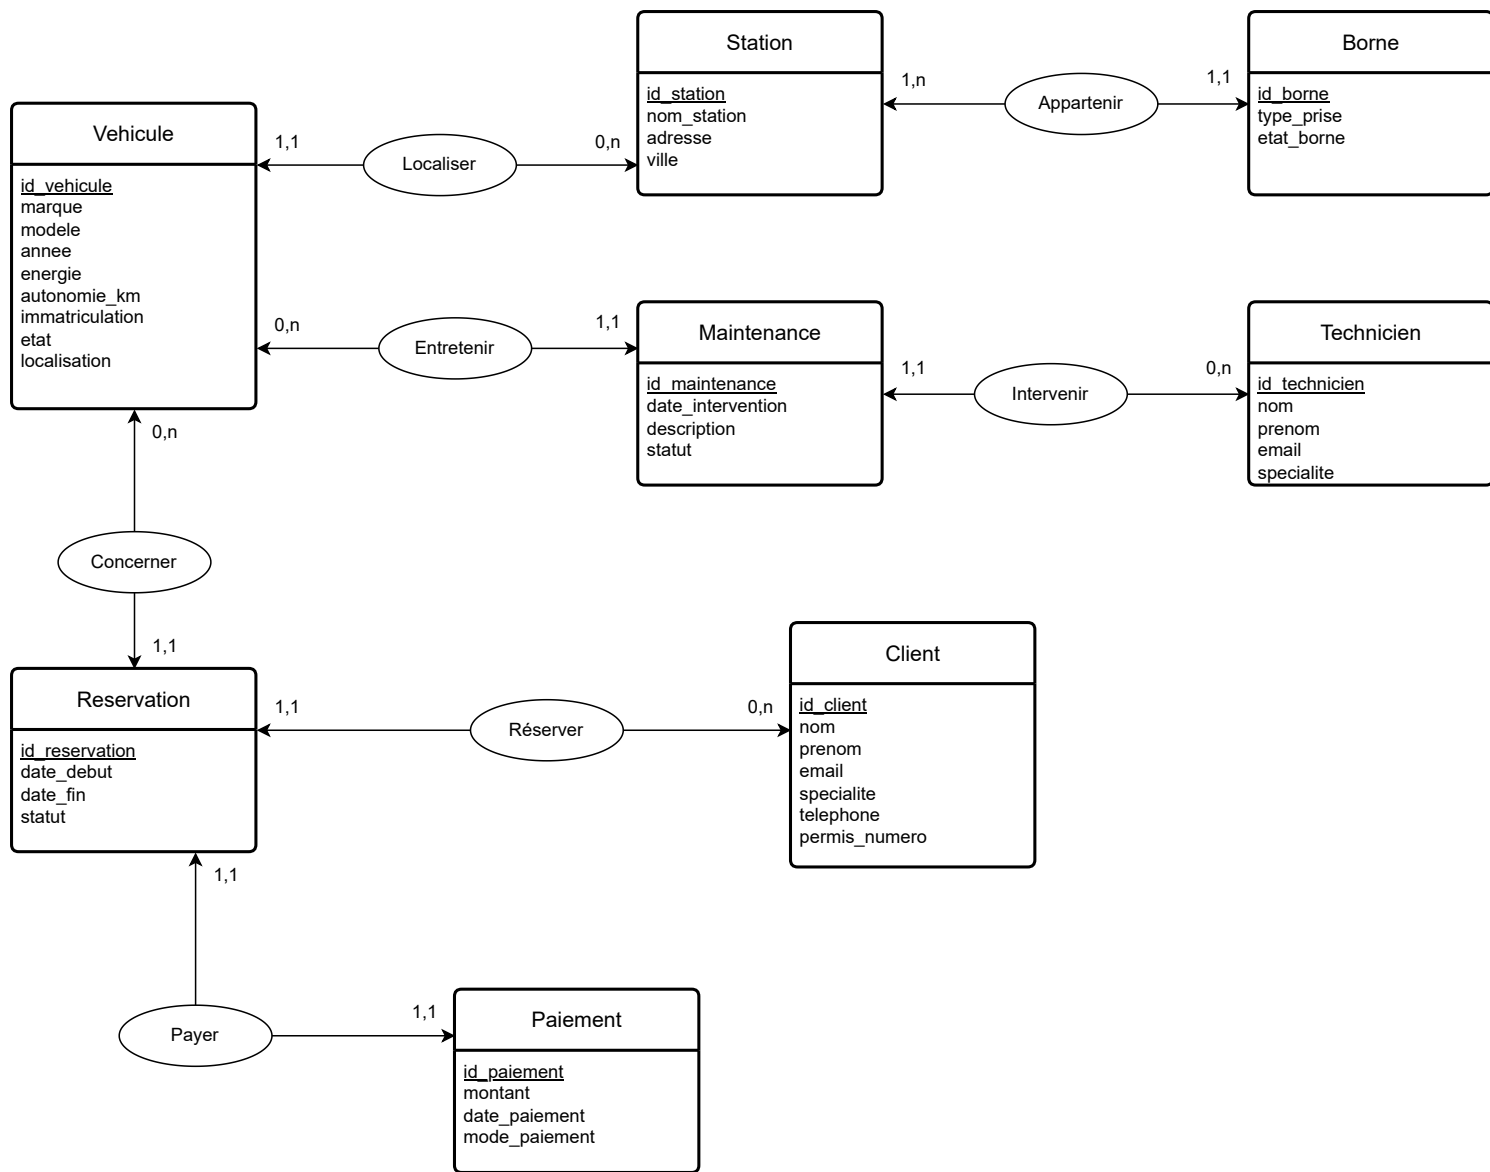 Station
id_station
nom_station
adresse
ville
1,n
Appartenir
1,1
Borne
id_borne
type_prise
etat_borne
Vehicule
id_vehicule
marque
modele
annee
energie
autonomie_km
immatriculation
etat
localisation
1,1
Localiser
0,n
0,n
Entretenir
1,1
Maintenance
id_maintenance
date_intervention
description
statut
1,1
Intervenir
0,n
Technicien
id_technicien
nom
prenom
email
specialite
0,n
Concerner
1,1
Reservation
id_reservation
date_debut
date_fin
statut
1,1
Réserver
0,n
Client
id_client
nom
prenom
email
specialite
telephone
permis_numero
1,1
Payer
1,1
Paiement
id_paiement
montant
date_paiement
mode_paiement